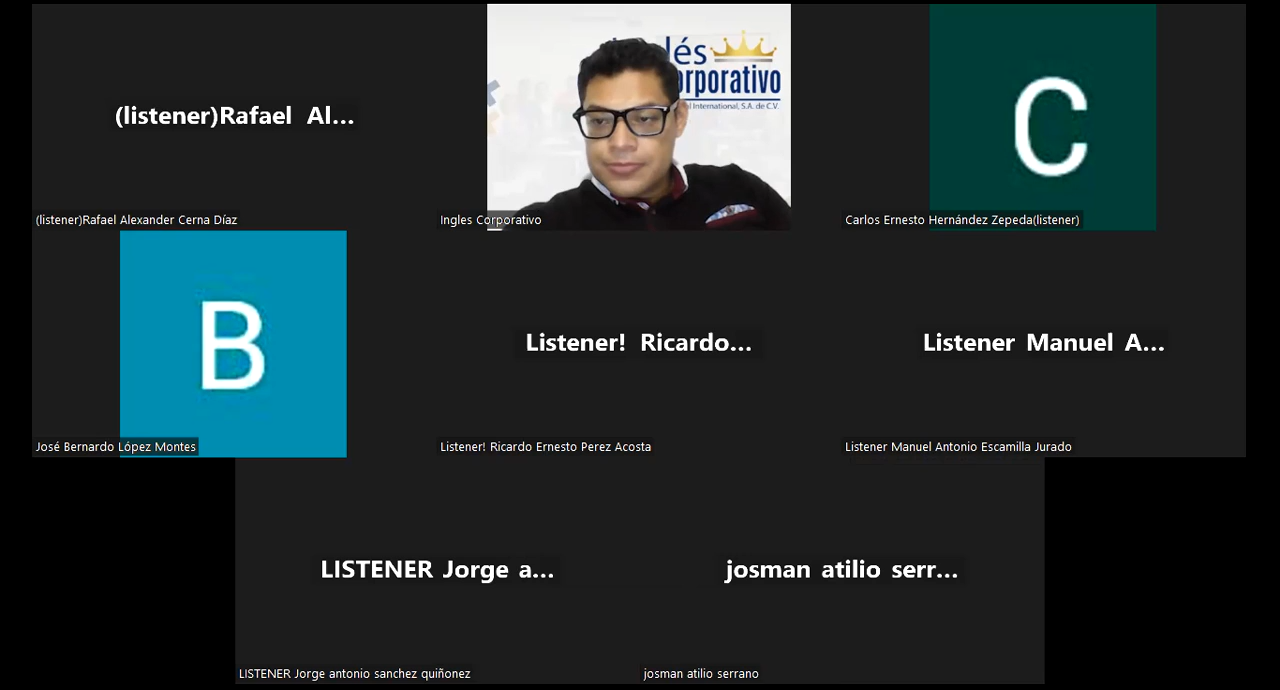 (listener)Rafael Al...
(listener)Rafael Alexander Cerna Díaz
lés
orporativo
l International, S.A. de C.V.
Ingles Corporativo
C
Carlos Ernesto Hernández Zepeda(listener)
B
José Bernardo López Montes
Listener! Ricardo...
Listener! Ricardo Ernesto Perez Acosta
Listener Manuel A...
Listener Manuel Antonio Escamilla Jurado
LISTENER Jorge a...
LISTENER Jorge antonio sanchez quiñonez
josman atilio serr...
josman atilio serrano